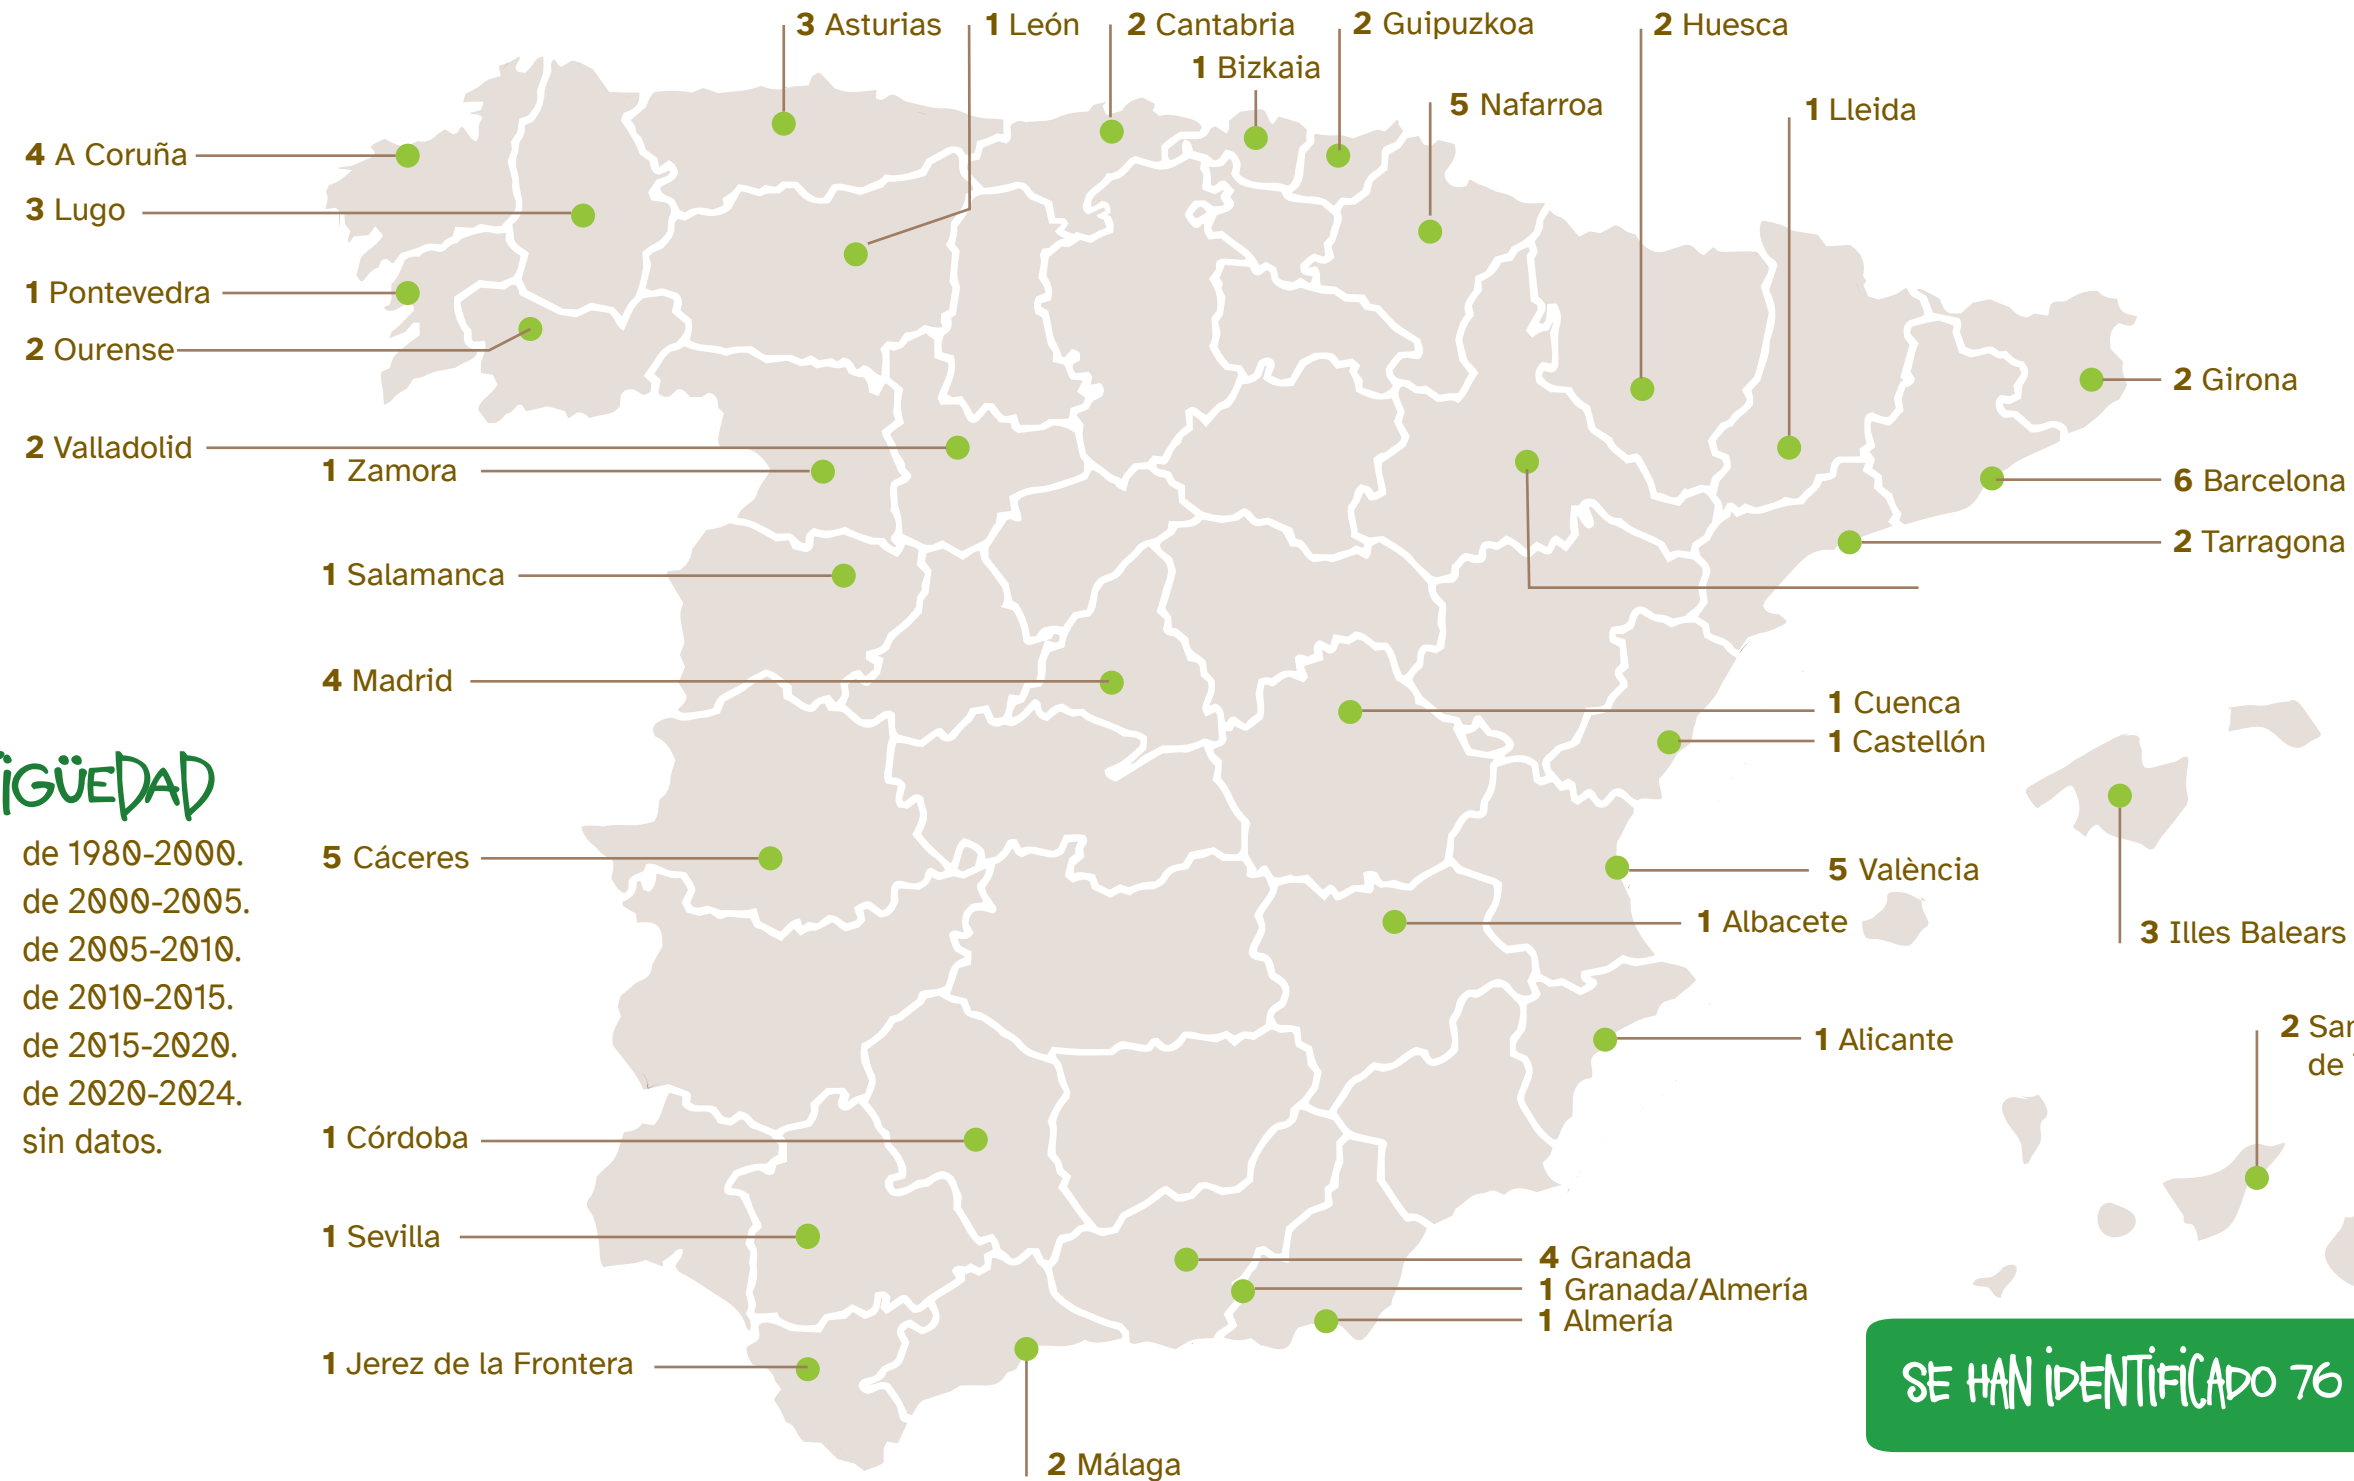 3 Asturias
1 León
2 Cantabria
2 Guipuzkoa
2 Huesca
1 Bizkaia
5 Nafarroa
1 Lleida
4 A Coruña
3 Lugo
1 Pontevedra
2 Ourense
2 Girona
2 Valladolid
1 Zamora
6 Barcelona
2 Tarragona
1 Salamanca
4 Madrid
1 Cuenca
1 Castellón
5 Cáceres
5 València
1 Albacete
3 Illes Balears
1 Alicante
2
de
iGÜEDAD
de 1980-2000.
de 2000-2005.
de 2005-2010.
de 2010-2015.
de 2015-2020.
de 2020-2024.
sin datos.
1 Córdoba
1 Sevilla
4 Granada
1 Granada/Almería
1 Almería
1 Jerez de la Frontera
2 Málaga
SE HAN iDENTiFiCADO 76